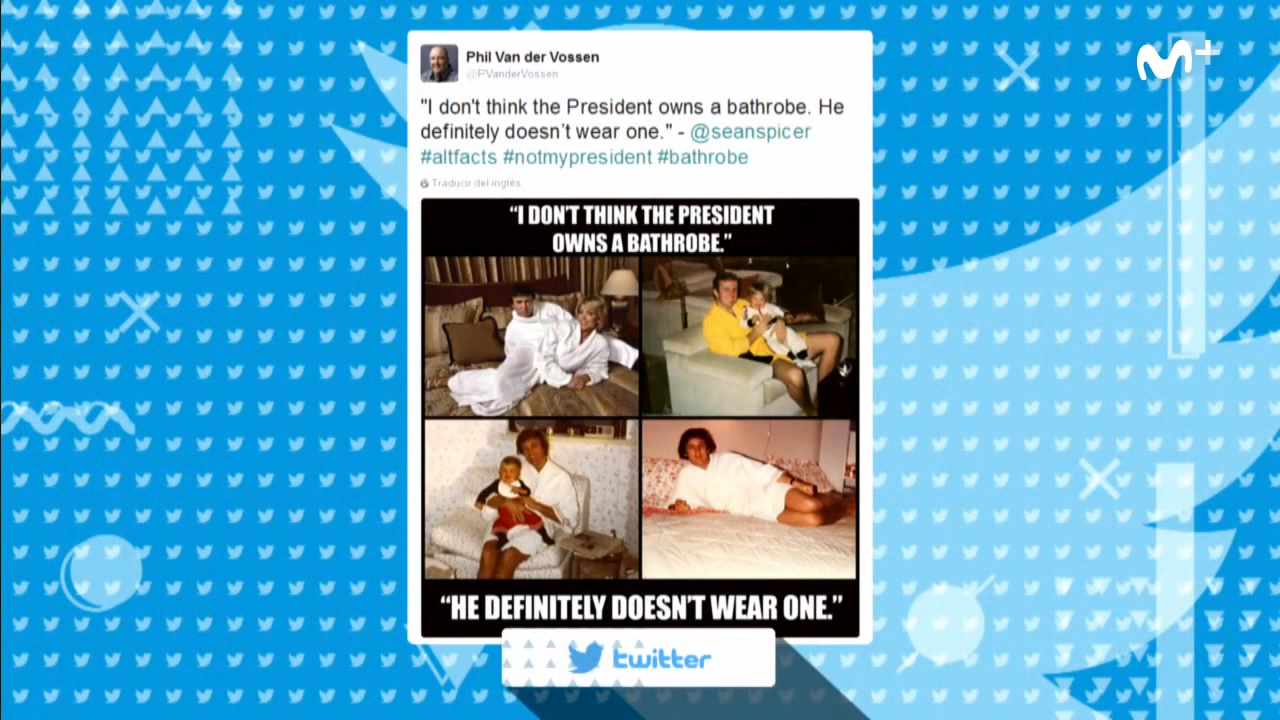 M+
Phil Van der Vossen
@PVanderVossen
"I don't think the President owns a bathrobe. He
definitely doesn't wear one." - @seanspicer
#altfacts #notmypresident #bathrobe
Traducir del inglés
“I DON'T THINK THE PRESIDENT
OWNS A BATHROBE.”
“HE DEFINITELY DOESN'T WEAR ONE.”
twitter